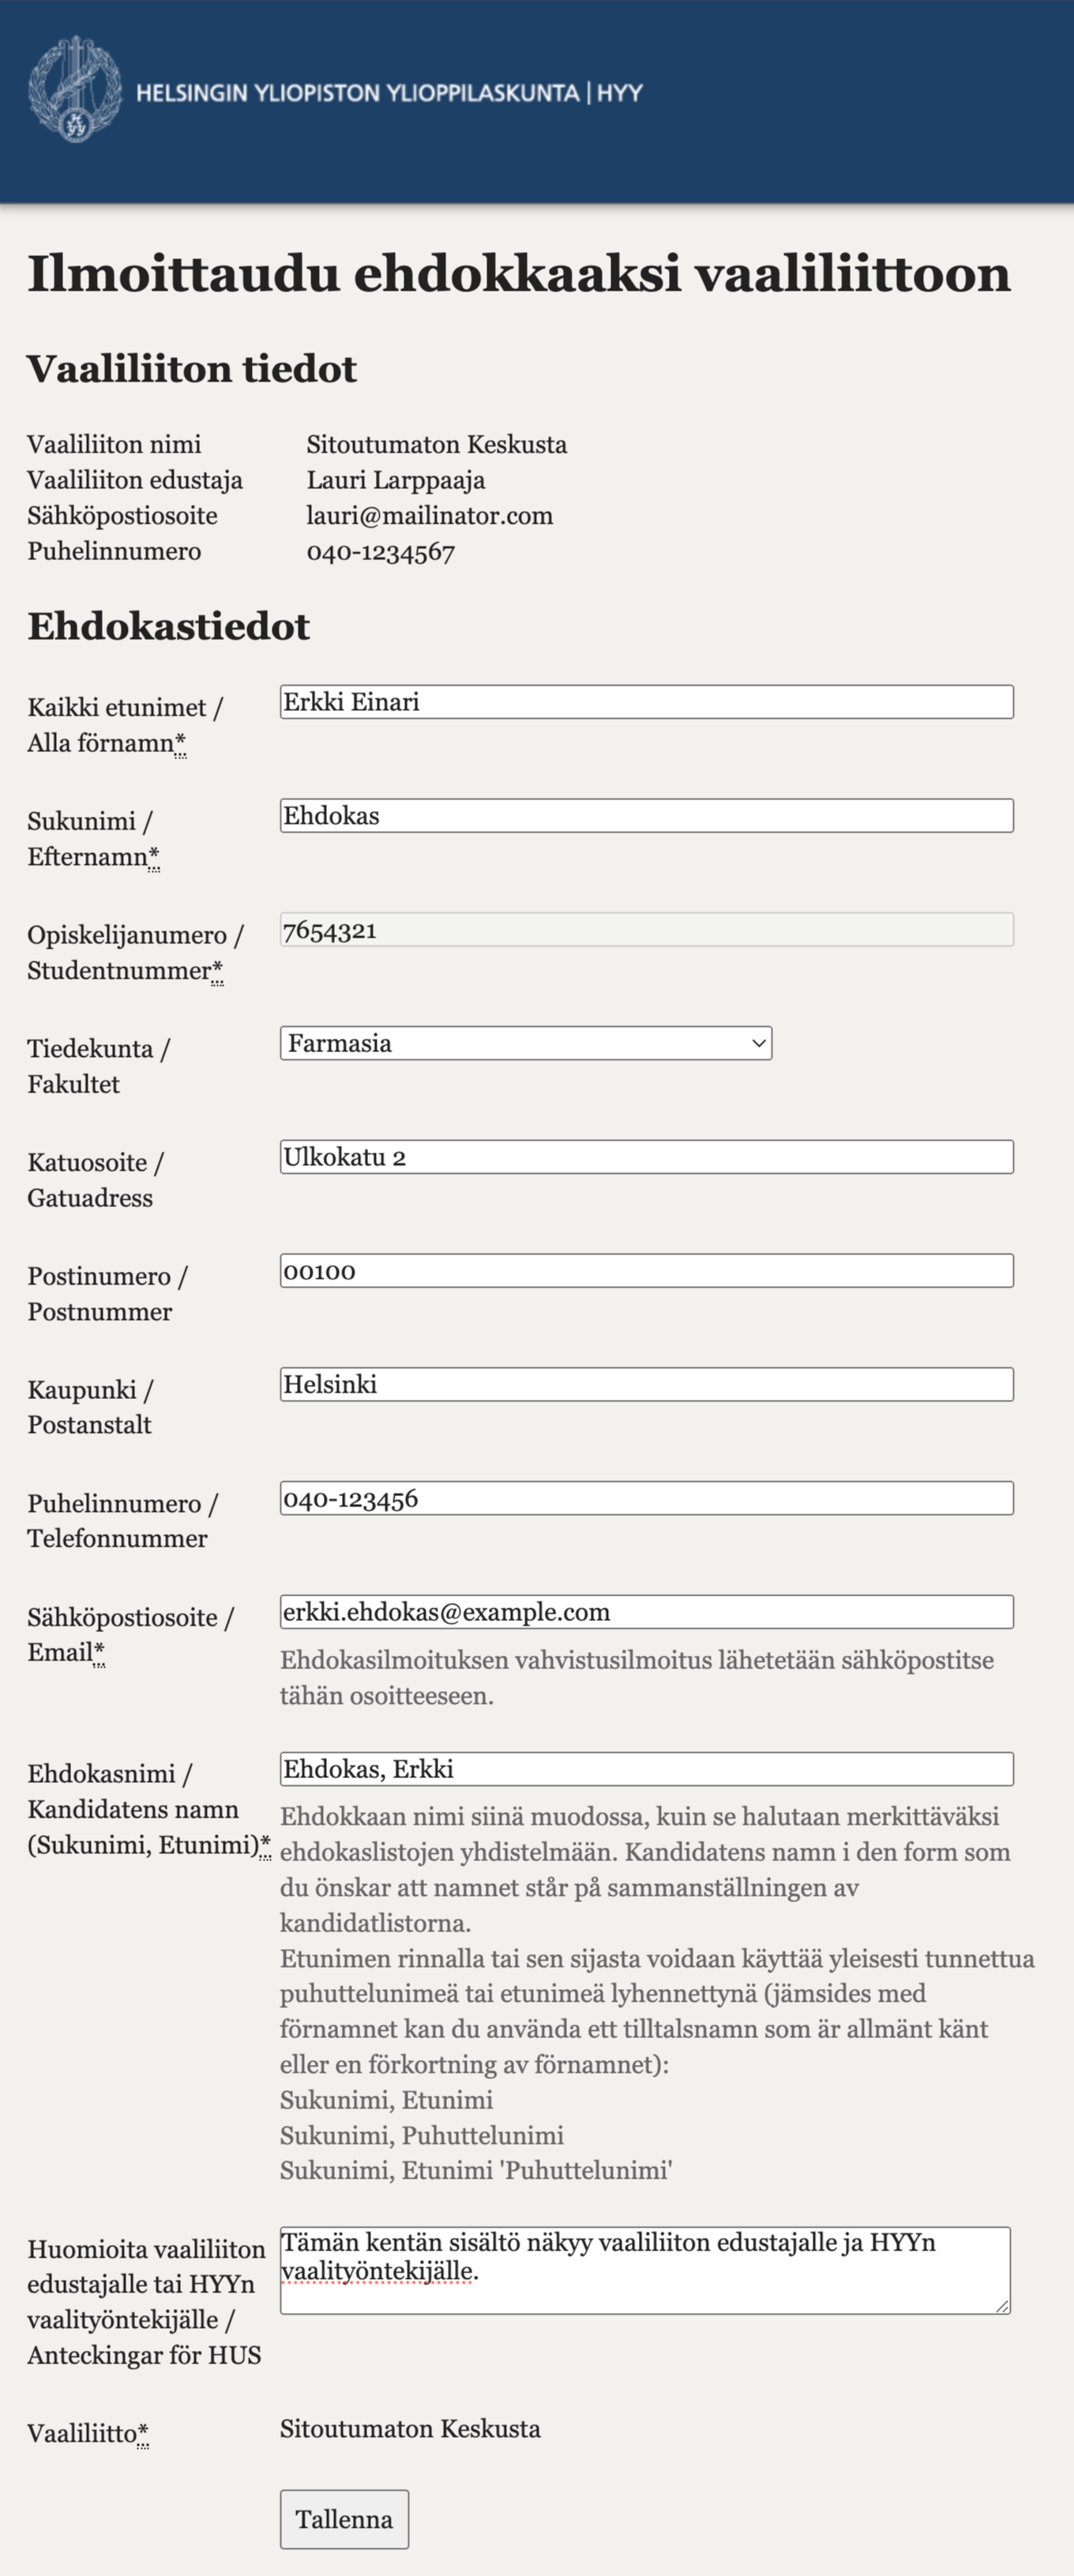 HELSINGIN YLIOPISTON YLIOPPILASKUNTA | HYY
Ilmoittaudu ehdokkaaksi vaaliliittoon
Vaaliliiton tiedot
Vaaliliiton nimi Sitoutumaton Keskusta
Vaaliliiton edustaja Lauri Larppaaja
Sähköpostiosoite lauri@mailinator.com
Puhelinnumero 040-1234567
Ehdokastiedot
Kaikki etunimet / Erkki Einari
Alla förnamn*
Sukunimi / Ehdokas
Efternamn*
Opiskelijanumero / 7654321
Studentnummer*
Tiedekunta / Farmasia
Fakultet
Katuosoite / Ulkokatu 2
Gatuadress
Postinumero / 00100
Postnummer
Kaupunki / Helsinki
Postanstalt
Puhelinnumero / 040-123456
Telefonnummer
Sähköpostiosoite / erkki.ehdokas@example.com
Email*
Ehdokasilmoituksen vahvistusilmoitus lähetetään sähköpostitse
tähän osoitteeseen.
Ehdokasnimi / Ehdokas, Erkki
Kandidatens namn
(Sukunimi, Etunimi)*
Ehdokkaan nimi siinä muodossa, kuin se halutaan merkittäväksi
ehdokaslistojen yhdistelmään. Kandidatens namn i den form som
du önskar att namnet står på sammanställningen av
kandidatlistorna.
Etunimen rinnalla tai sen sijasta voidaan käyttää yleisesti tunnettua
puhuttelunimeä tai etunimeä lyhennettynä (jämsides med
förnamnet kan du använda ett tilltalsnamn som är allmänt känt
eller en förkortning av förnamnet):
Sukunimi, Etunimi
Sukunimi, Puhuttelunimi
Sukunimi, Etunimi 'Puhuttelunimi'
Huomioita vaaliliiton
edustajalle tai HYYn
vaalityöntekijälle /
Anteckingar för HUS
Tämän kentän sisältö näkyy vaaliliiton edustajalle ja HYYn
vaalityöntekijälle.
Vaaliliitto* Sitoutumaton Keskusta
Tallenna